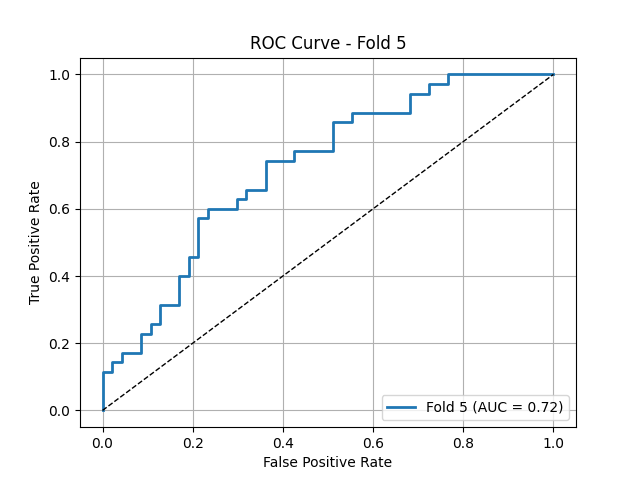 ROC Curve - Fold 5
True Positive Rate
1.0
0.8
0.6
0.4
0.2
0.0
Fold 5 (AUC = 0.72)
0.0 0.2 0.4 0.6 0.8 1.0
False Positive Rate